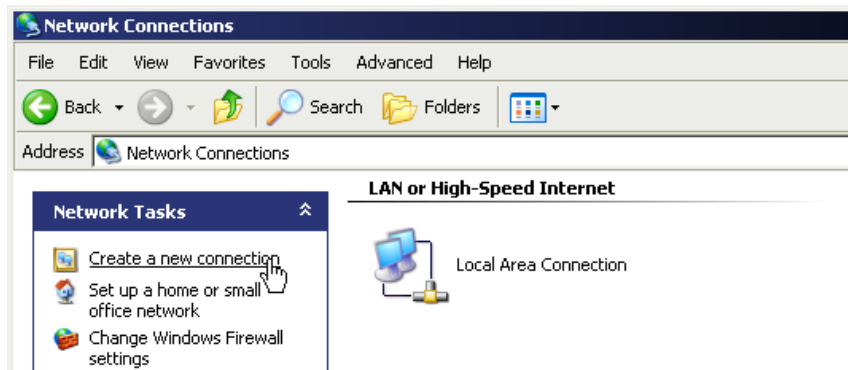 Network Connections
File Edit View Favorites Tools Advanced Help
Back Search Folders
Address Network Connections
Network Tasks
Create a new connection
Set up a home or small
office network
Change Windows Firewall
settings
LAN or High-Speed Internet
Local Area Connection